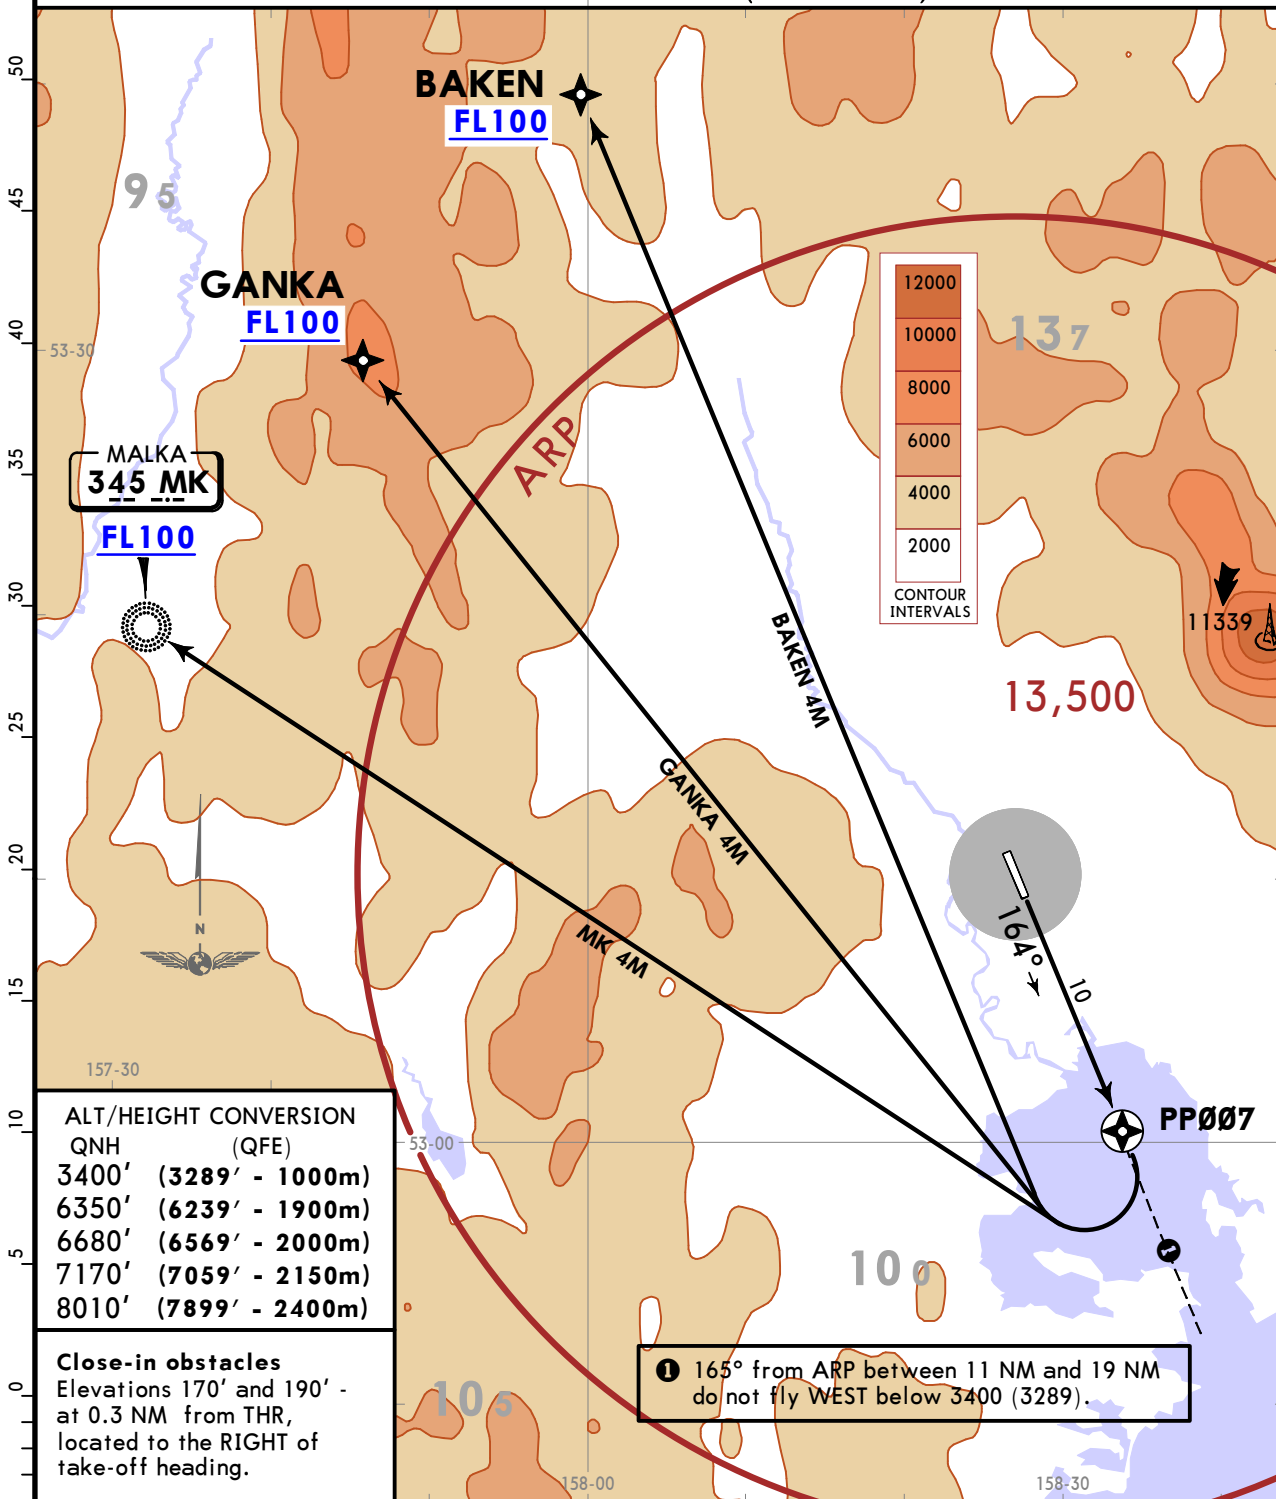 50
BAKEN
FL100
95
45
GANKA
FL100
12000
10000
8000
6000
4000
2000
CONTOUR
INTERVALS
137
40
53-30
ARP
MALKA
345 MK
FL100
35
30
11339
BAKEN 4M
13,500
25
GANKA 4M
20
164°
MK 4M
N
10
15
157-30
PPØØ7
10
53-00
ALT/HEIGHT CONVERSION
QNH (QFE)
3400' (3289' - 1000m)
6350' (6239' - 1900m)
6680' (6569' - 2000m)
7170' (7059' - 2150m)
8010' (7899' - 2400m)
5
1
100
Close-in obstacles
Elevations 170' and 190' -
at 0.3 NM from THR,
located to the RIGHT of
take-off heading.
0
105
1 165° from ARP between 11 NM and 19 NM
do not fly WEST below 3400 (3289).
158-00
158-30